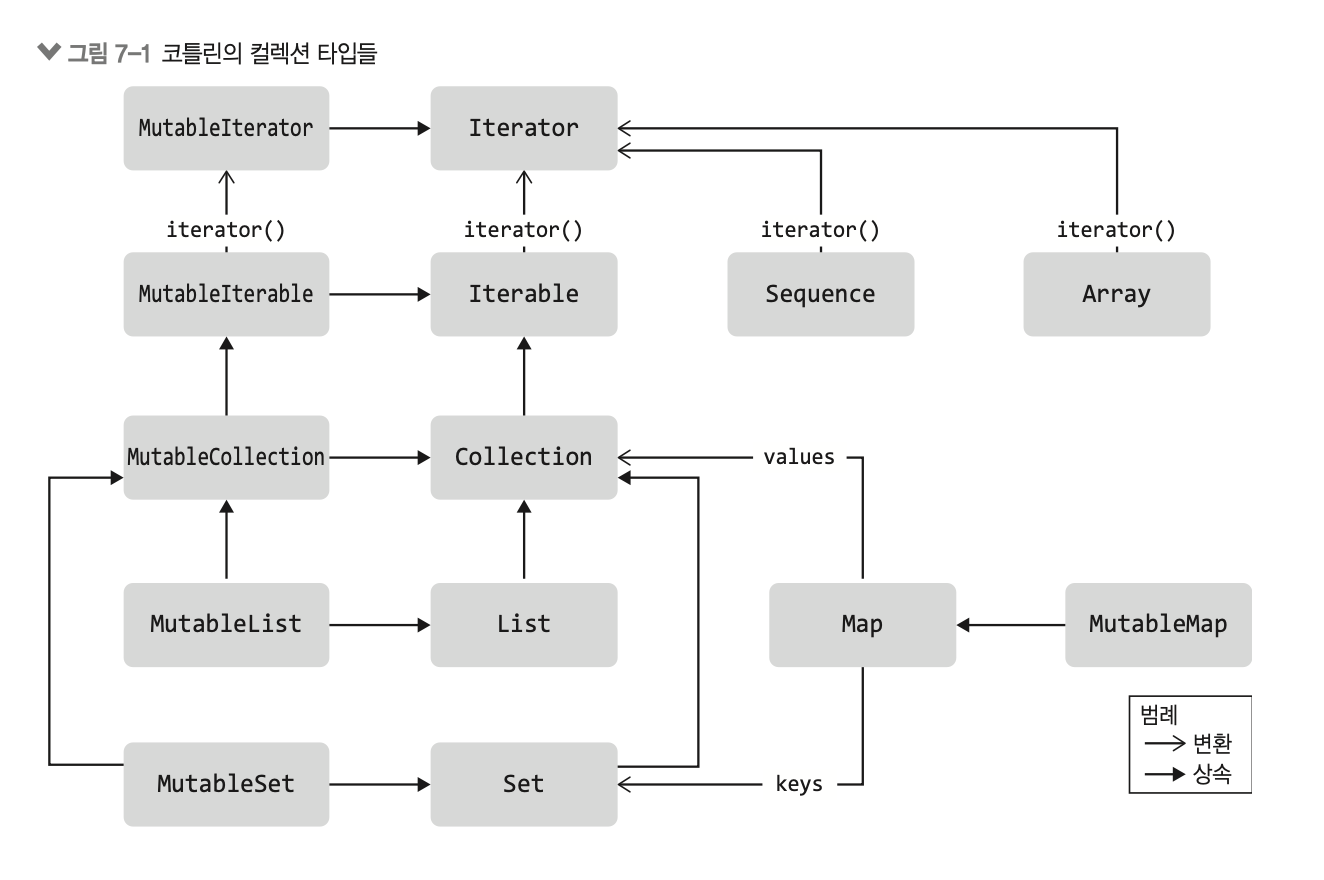 그림 7-1 코틀린의 컬렉션 타입들
MutableIterator
Iterator
iterator()
iterator()
iterator()
iterator()
MutableIterable
Iterable
Sequence
Array
MutableCollection
Collection
values
MutableList
List
Map
MutableMap
범례
변환
상속
MutableSet
Set
keys